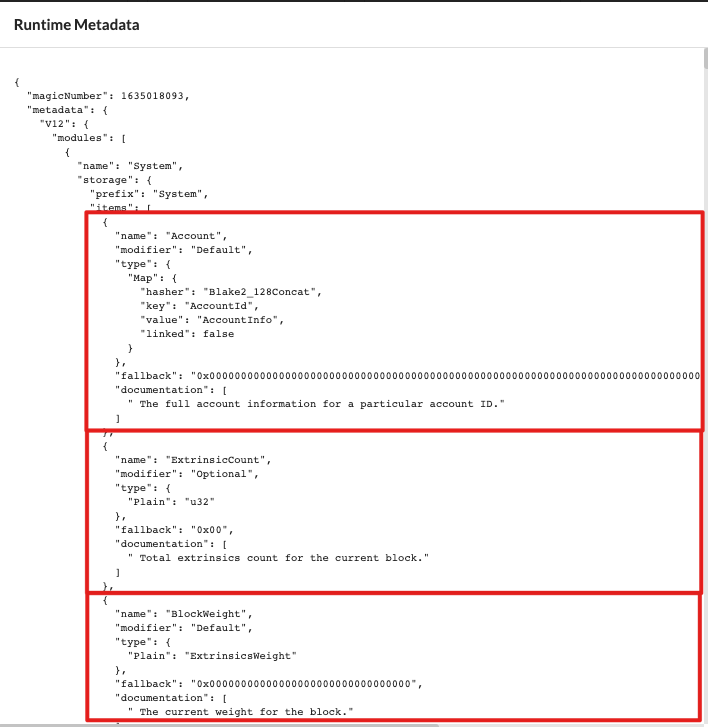 Runtime Metadata
{
"magicNumber": 1635018093,
"metadata": {
"V12": {
"modules": [
{
"name": "System",
"storage": {
"prefix": "System",
"items": [
{
"name": "Account",
"modifier": "Default",
"type": {
"Map": {
"hasher": "Blake2_128Concat",
"key": "AccountId",
"value": "AccountInfo",
"linked": false
}
},
"fallback": "0x00000000000000000000000000000000000000000000000000000000000000000000000000000000
"documentation": [
" The full account information for a particular account ID."
]
},
{
"name": "ExtrinsicCount",
"modifier": "Optional",
"type": {
"Plain": "u32"
},
"fallback": "0x00",
"documentation": [
" Total extrinsics count for the current block."
]
},
{
"name": "BlockWeight",
"modifier": "Default",
"type": {
"Plain": "ExtrinsicsWeight"
},
"fallback": "0x000000000000000000000000000000000",
"documentation": [
" The current weight for the block."